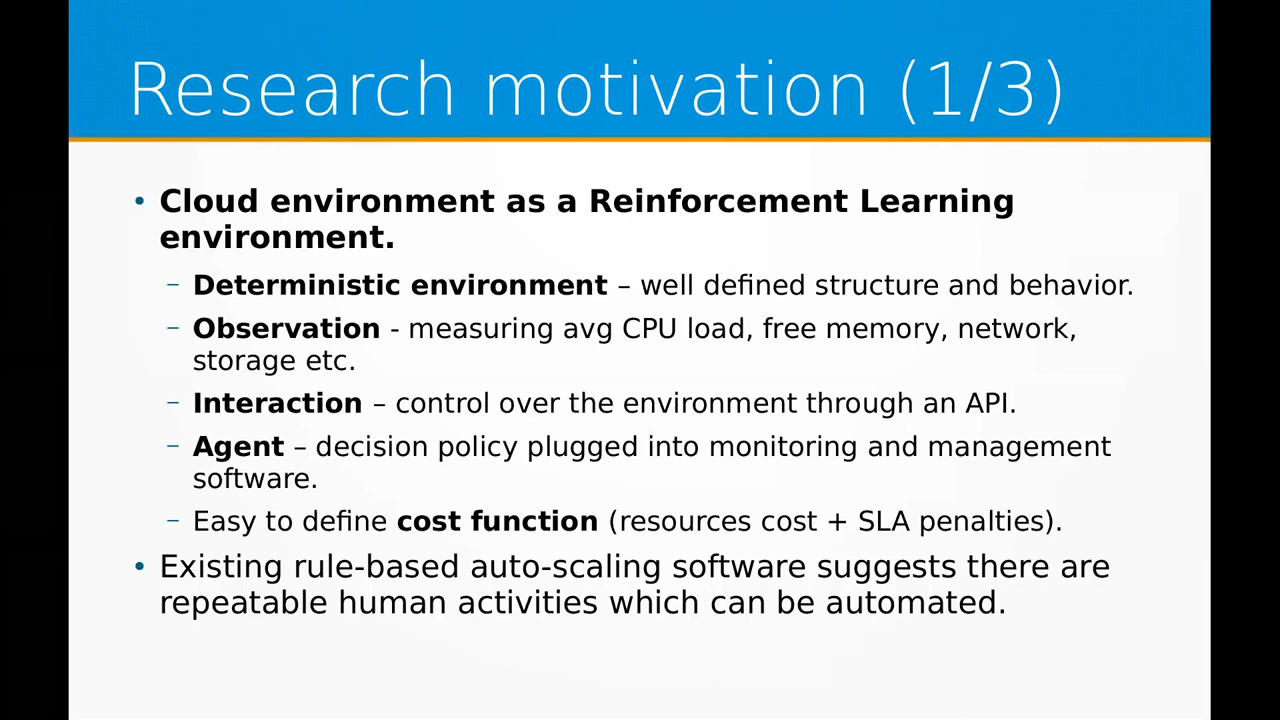 Research motivation (1/3)
• Cloud environment as a Reinforcement Learning
environment.
– Deterministic environment – well defined structure and behavior.
– Observation - measuring avg CPU load, free memory, network,
storage etc.
– Interaction – control over the environment through an API.
– Agent – decision policy plugged into monitoring and management
software.
– Easy to define cost function (resources cost + SLA penalties).
• Existing rule-based auto-scaling software suggests there are
repeatable human activities which can be automated.